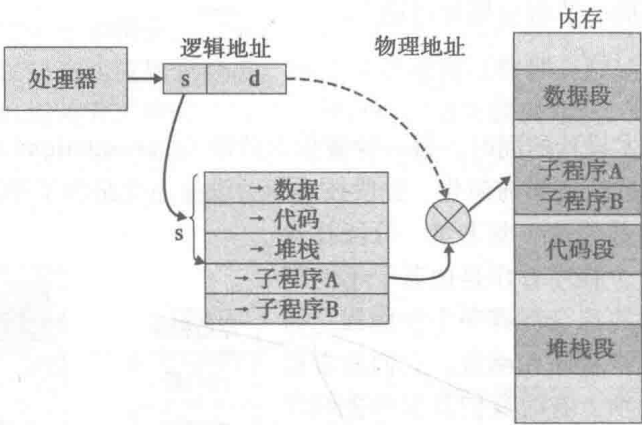 内存
逻辑地址
物理地址
处理器
s d
数据段
子程序A
子程序B
代码段
堆栈段
s
→ 数据
→ 代码
→ 堆栈
→ 子程序A
→ 子程序B